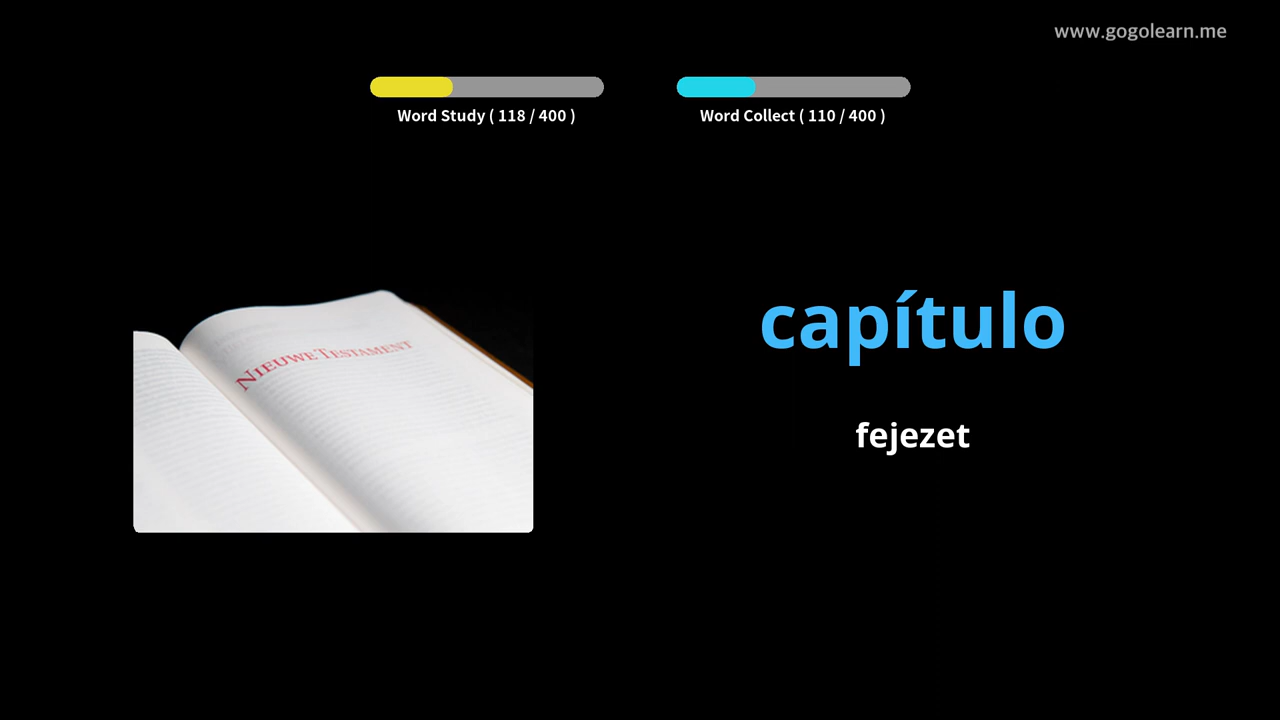 www.gogolearn.me
Word Study ( 118 / 400 )
Word Collect ( 110 / 400 )
NIEUWE TESTAMENT
capítulo
fejezet